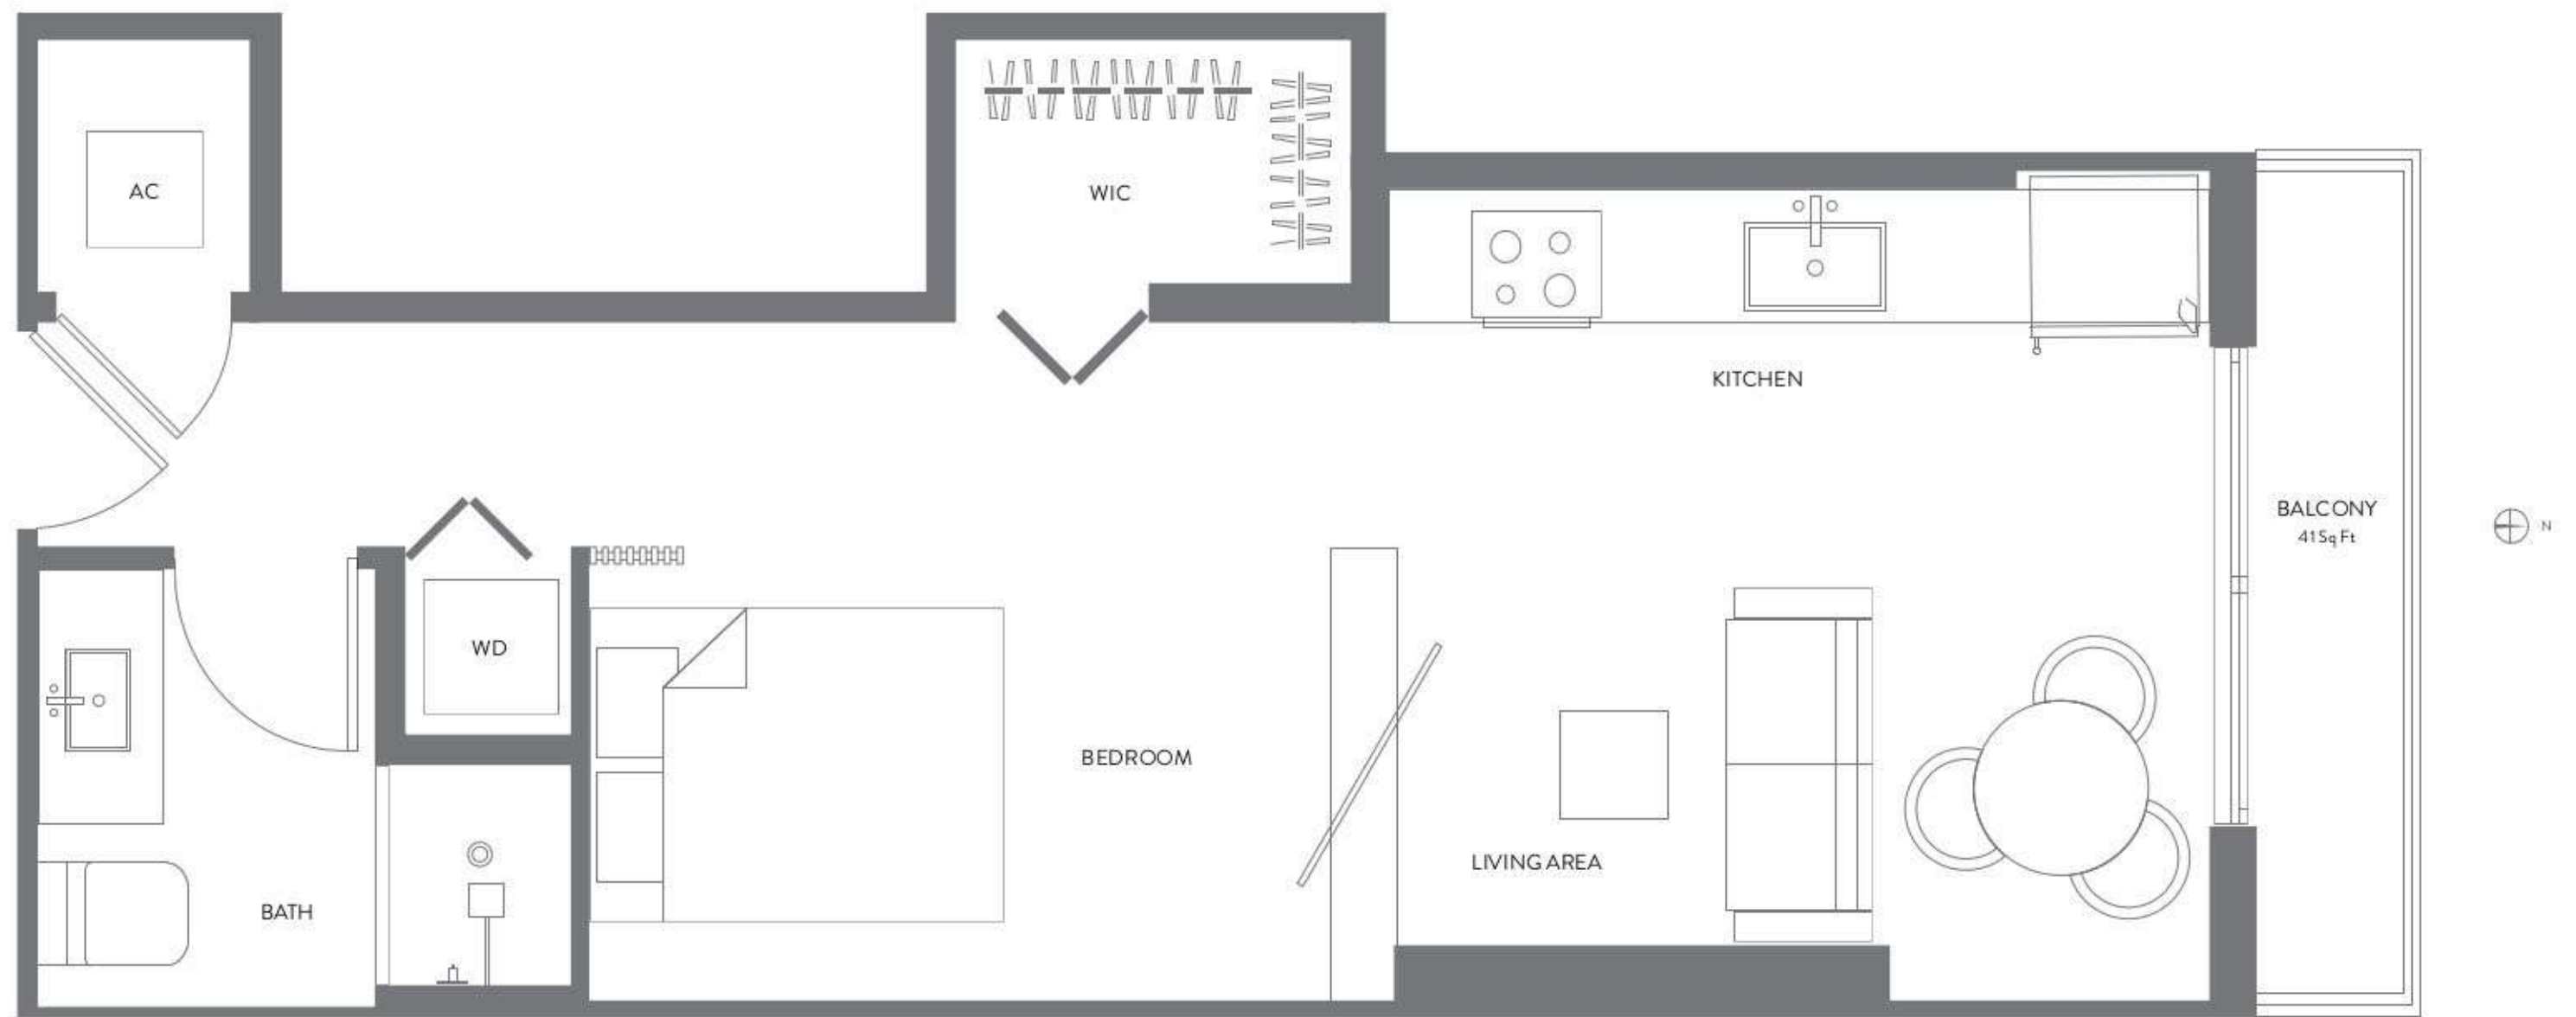 AC
WIC
KITCHEN
BALCONY
41 Sq Ft
N
WD
BEDROOM
LIVING AREA
BATH